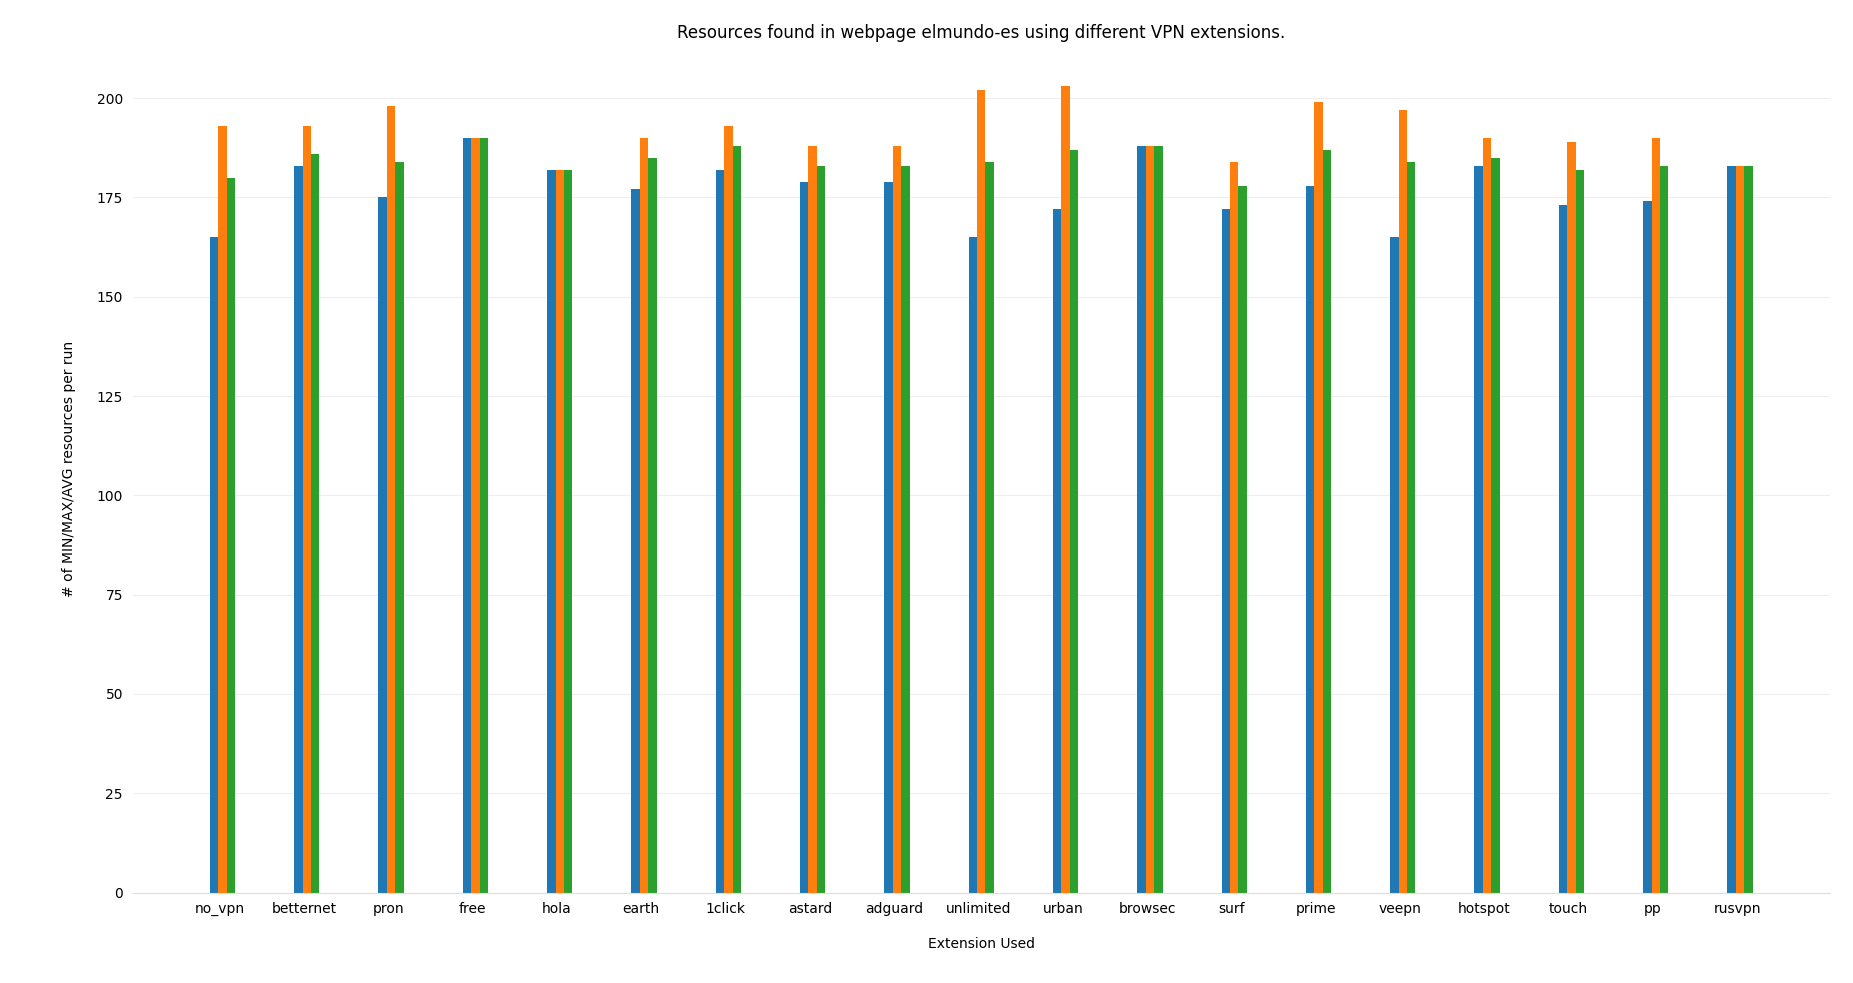 Resources found in webpage elmundo-es using different VPN extensions.
# of MIN/MAX/AVG resources per run
200
175
150
125
100
75
50
25
0
no_vpn betternet pron free hola earth 1click astard adguard unlimited urban browsec surf prime veepn hotspot touch pp rusvpn
Extension Used